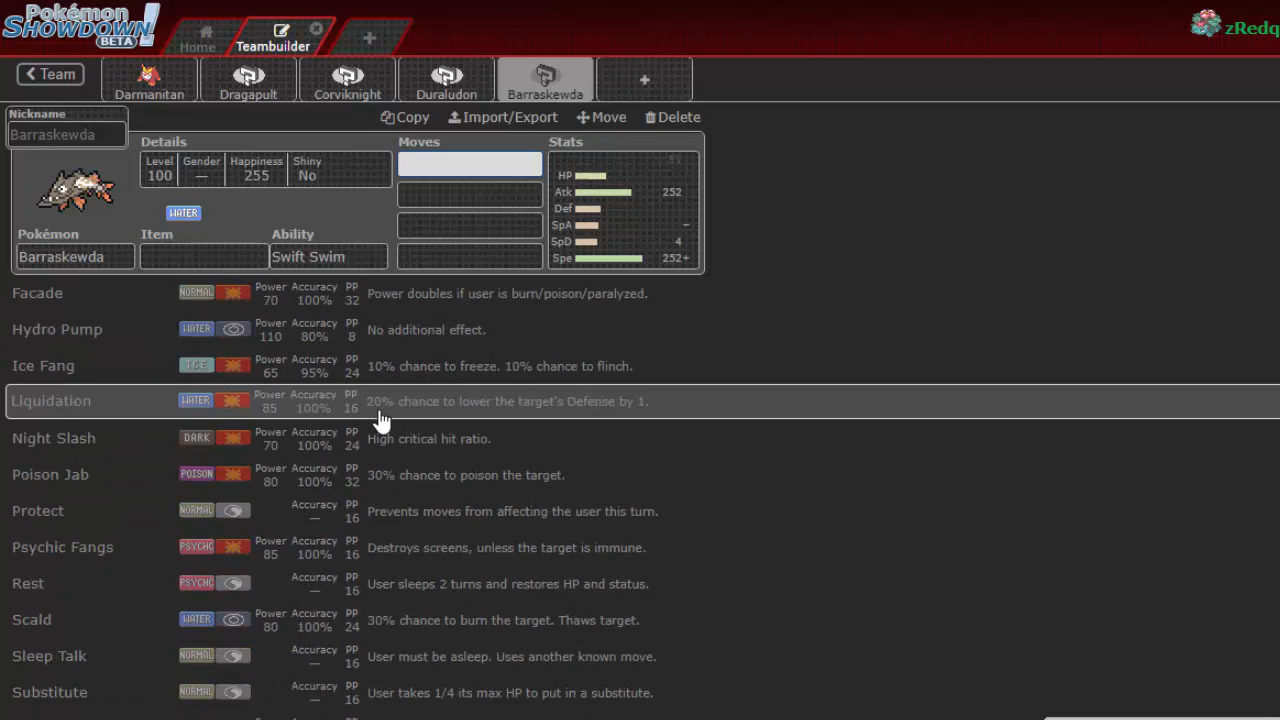 Pokémon
SHOWDOWN!
BETA
Home
Teambuilder
+
zRedq
< Team
Darmanitan
Dragapult
Corviknight
Duraludon
Barraskewda
+
Nickname
Barraskewda
Copy
Import/Export
Move
Delete
Details
Moves
Stats
Level
Gender
Happiness
Shiny
100
—
255
No
EV
HP
Atk 252
Def
SpA –
SpD 4
Spe 252+
WATER
Pokémon
Item
Ability
Barraskewda
Swift Swim
Facade NORMAL Power 70 Accuracy 100% PP 32 Power doubles if user is burn/poison/paralyzed.
Hydro Pump WATER Power 110 Accuracy 80% PP 8 No additional effect.
Ice Fang ICE Power 65 Accuracy 95% PP 24 10% chance to freeze. 10% chance to flinch.
Liquidation WATER Power 85 Accuracy 100% PP 16 20% chance to lower the target's Defense by 1.
Night Slash DARK Power 70 Accuracy 100% PP 24 High critical hit ratio.
Poison Jab POISON Power 80 Accuracy 100% PP 32 30% chance to poison the target.
Protect NORMAL Accuracy — PP 16 Prevents moves from affecting the user this turn.
Psychic Fangs PSYCHC Power 85 Accuracy 100% PP 16 Destroys screens, unless the target is immune.
Rest PSYCHC Accuracy — PP 16 User sleeps 2 turns and restores HP and status.
Scald WATER Power 80 Accuracy 100% PP 24 30% chance to burn the target. Thaws target.
Sleep Talk NORMAL Accuracy — PP 16 User must be asleep. Uses another known move.
Substitute NORMAL Accuracy — PP 16 User takes 1/4 its max HP to put in a substitute.